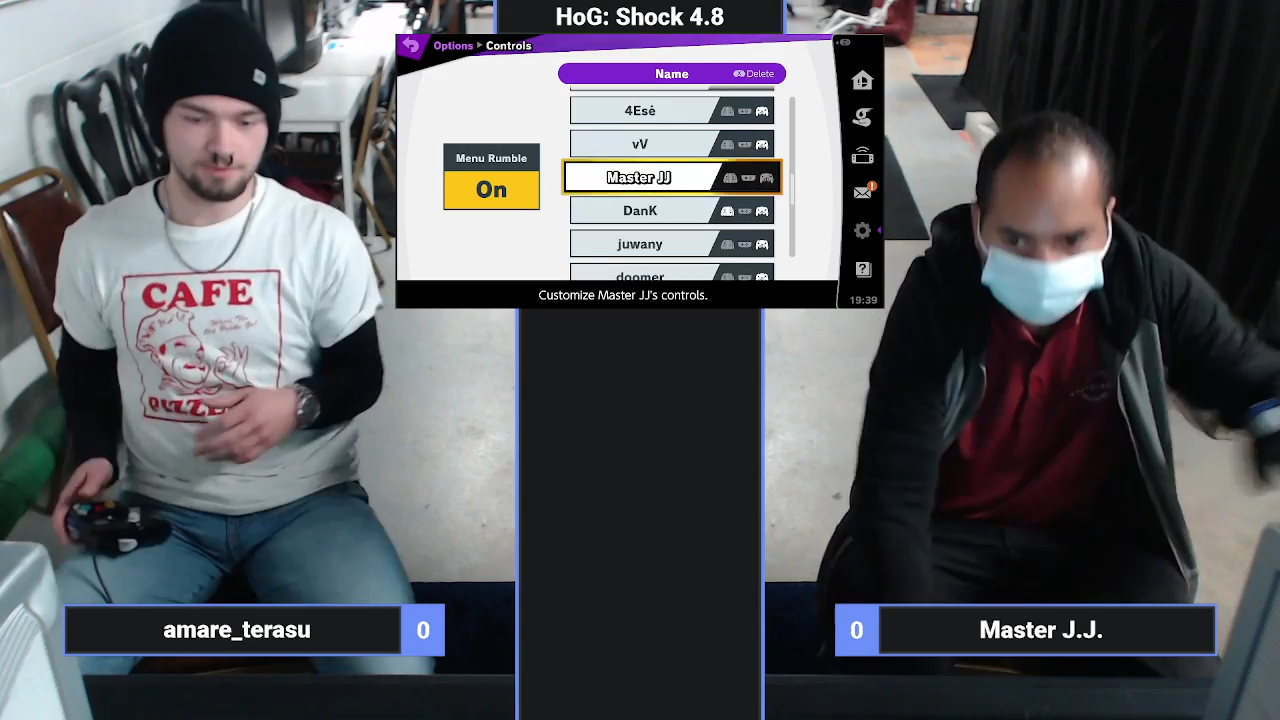 HoG: Shock 4.8
Options ▸ Controls
Name
Delete
4Esé
vV
Master JJ
DanK
juwany
doomer
Menu Rumble
On
Customize Master JJ's controls.
19:39
CAFE
PIZZE
amare_terasu
0
0
Master J.J.